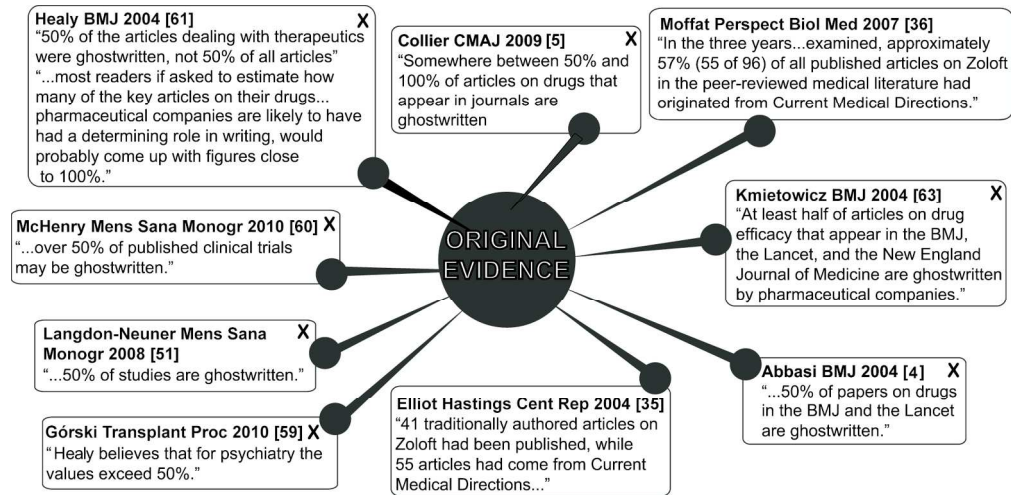 Healy BMJ 2004 [61] X
“50% of the articles dealing with therapeutics
were ghostwritten, not 50% of all articles”
“...most readers if asked to estimate how
many of the key articles on their drugs...
pharmaceutical companies are likely to have
had a determining role in writing, would
probably come up with figures close
to 100%.”
Collier CMAJ 2009 [5] X
“Somewhere between 50% and
100% of articles on drugs that
appear in journals are
ghostwritten
Moffat Perspect Biol Med 2007 [36]
“In the three years...examined, approximately
57% (55 of 96) of all published articles on Zoloft
in the peer-reviewed medical literature had
originated from Current Medical Directions.”
McHenry Mens Sana Monogr 2010 [60] X
“...over 50% of published clinical trials
may be ghostwritten.”
ORIGINAL
EVIDENCE
Kmietowicz BMJ 2004 [63] X
“At least half of articles on drug
efficacy that appear in the BMJ,
the Lancet, and the New England
Journal of Medicine are ghostwritten
by pharmaceutical companies.”
Langdon-Neuner Mens Sana X
Monogr 2008 [51]
“...50% of studies are ghostwritten.”
Górski Transplant Proc 2010 [59] X
“Healy believes that for psychiatry the
values exceed 50%.”
Elliot Hastings Cent Rep 2004 [35]
“41 traditionally authored articles on
Zoloft had been published, while
55 articles had come from Current
Medical Directions...”
Abbasi BMJ 2004 [4] X
“...50% of papers on drugs
in the BMJ and the Lancet
are ghostwritten.”